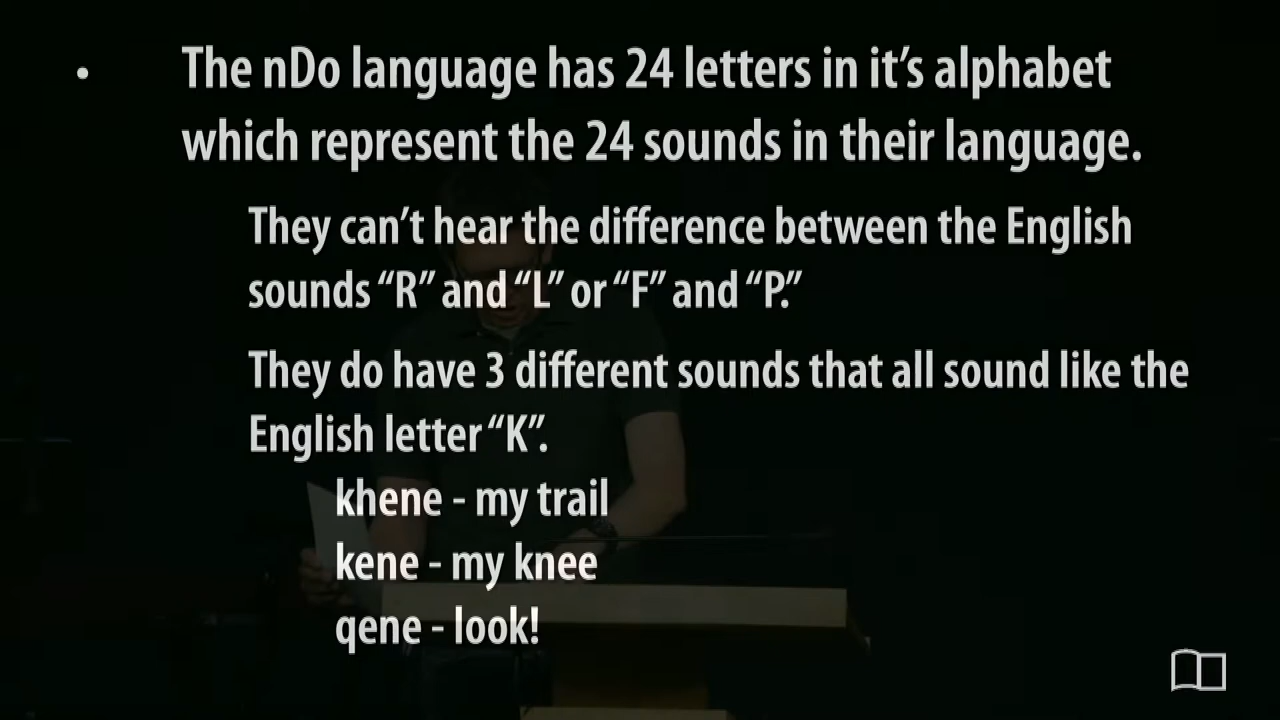 • The nDo language has 24 letters in it’s alphabet
which represent the 24 sounds in their language.
They can’t hear the difference between the English
sounds “R” and “L” or “F” and “P.”
They do have 3 different sounds that all sound like the
English letter “K”.
khene - my trail
kene - my knee
qene - look!